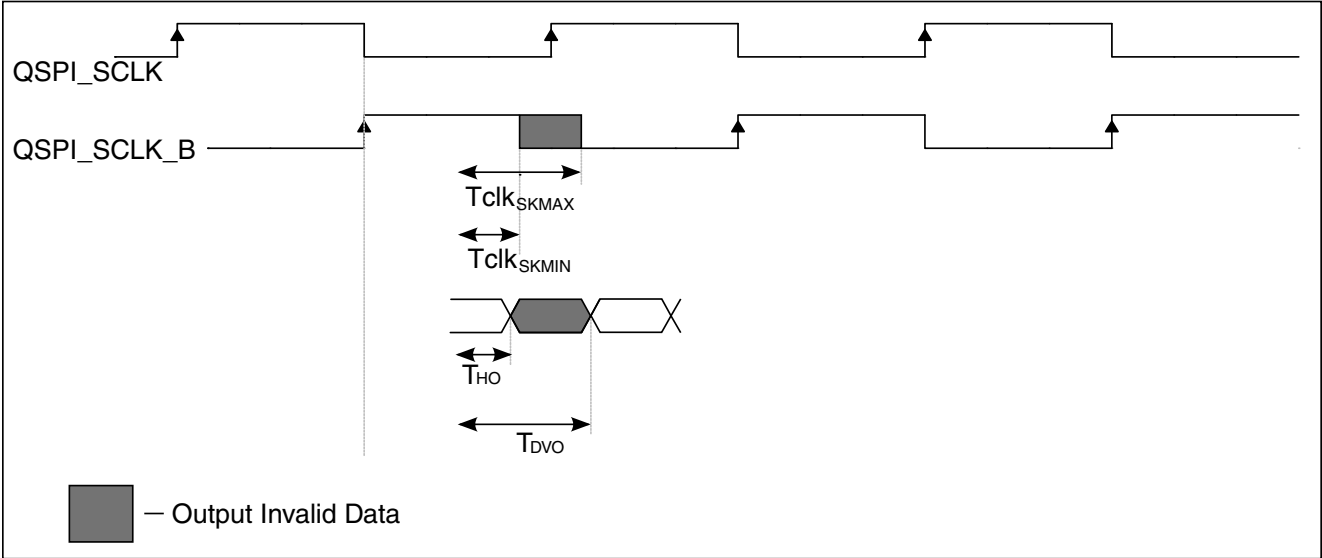 QSPI_SCLK
QSPI_SCLK_B
TclkSKMAX
TclkSKMIN
THO
TDVO
— Output Invalid Data